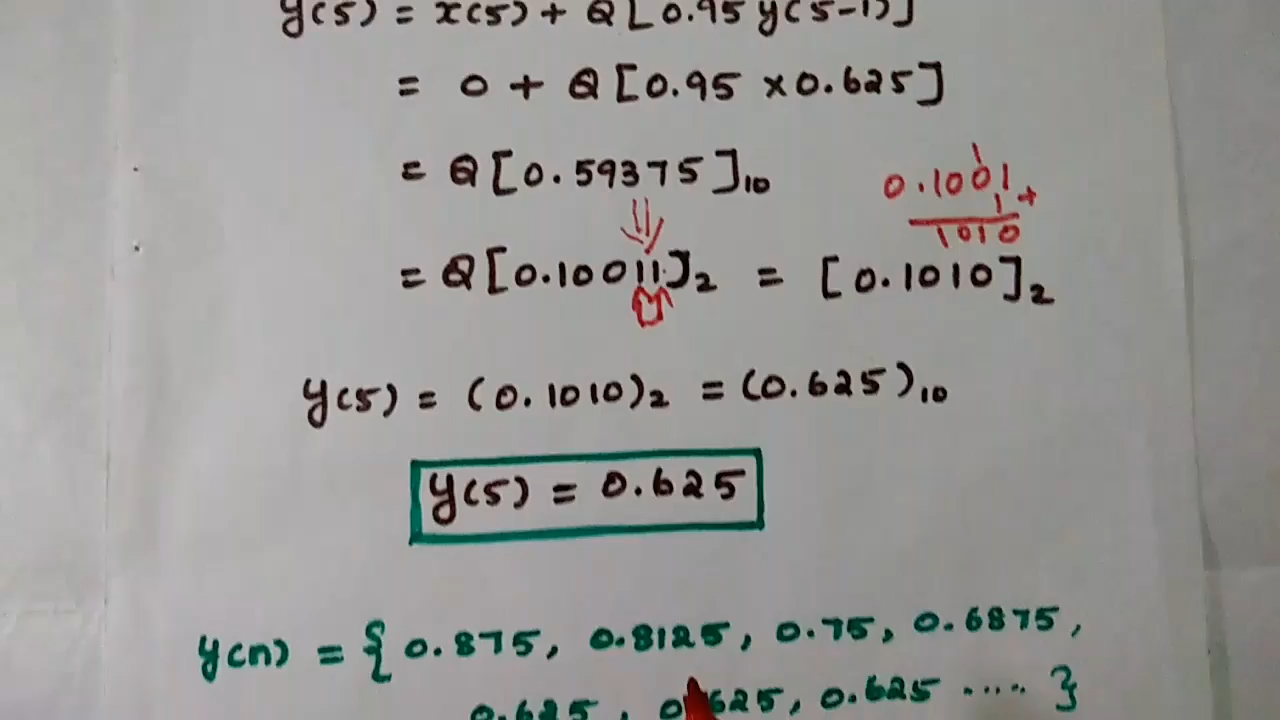 y(5) = x(5) + Q[0.95 y(5-1)]
= 0 + Q[0.95 × 0.625]
= Q[0.59375]10
0.1001
1
1 +
1010
= Q[0.10011]2 = [0.1010]2
y(5) = (0.1010)2 = (0.625)10
y(5) = 0.625
y(n) = {0.875, 0.8125, 0.75, 0.6875,
0.625, 0.625, 0.625 ..... }